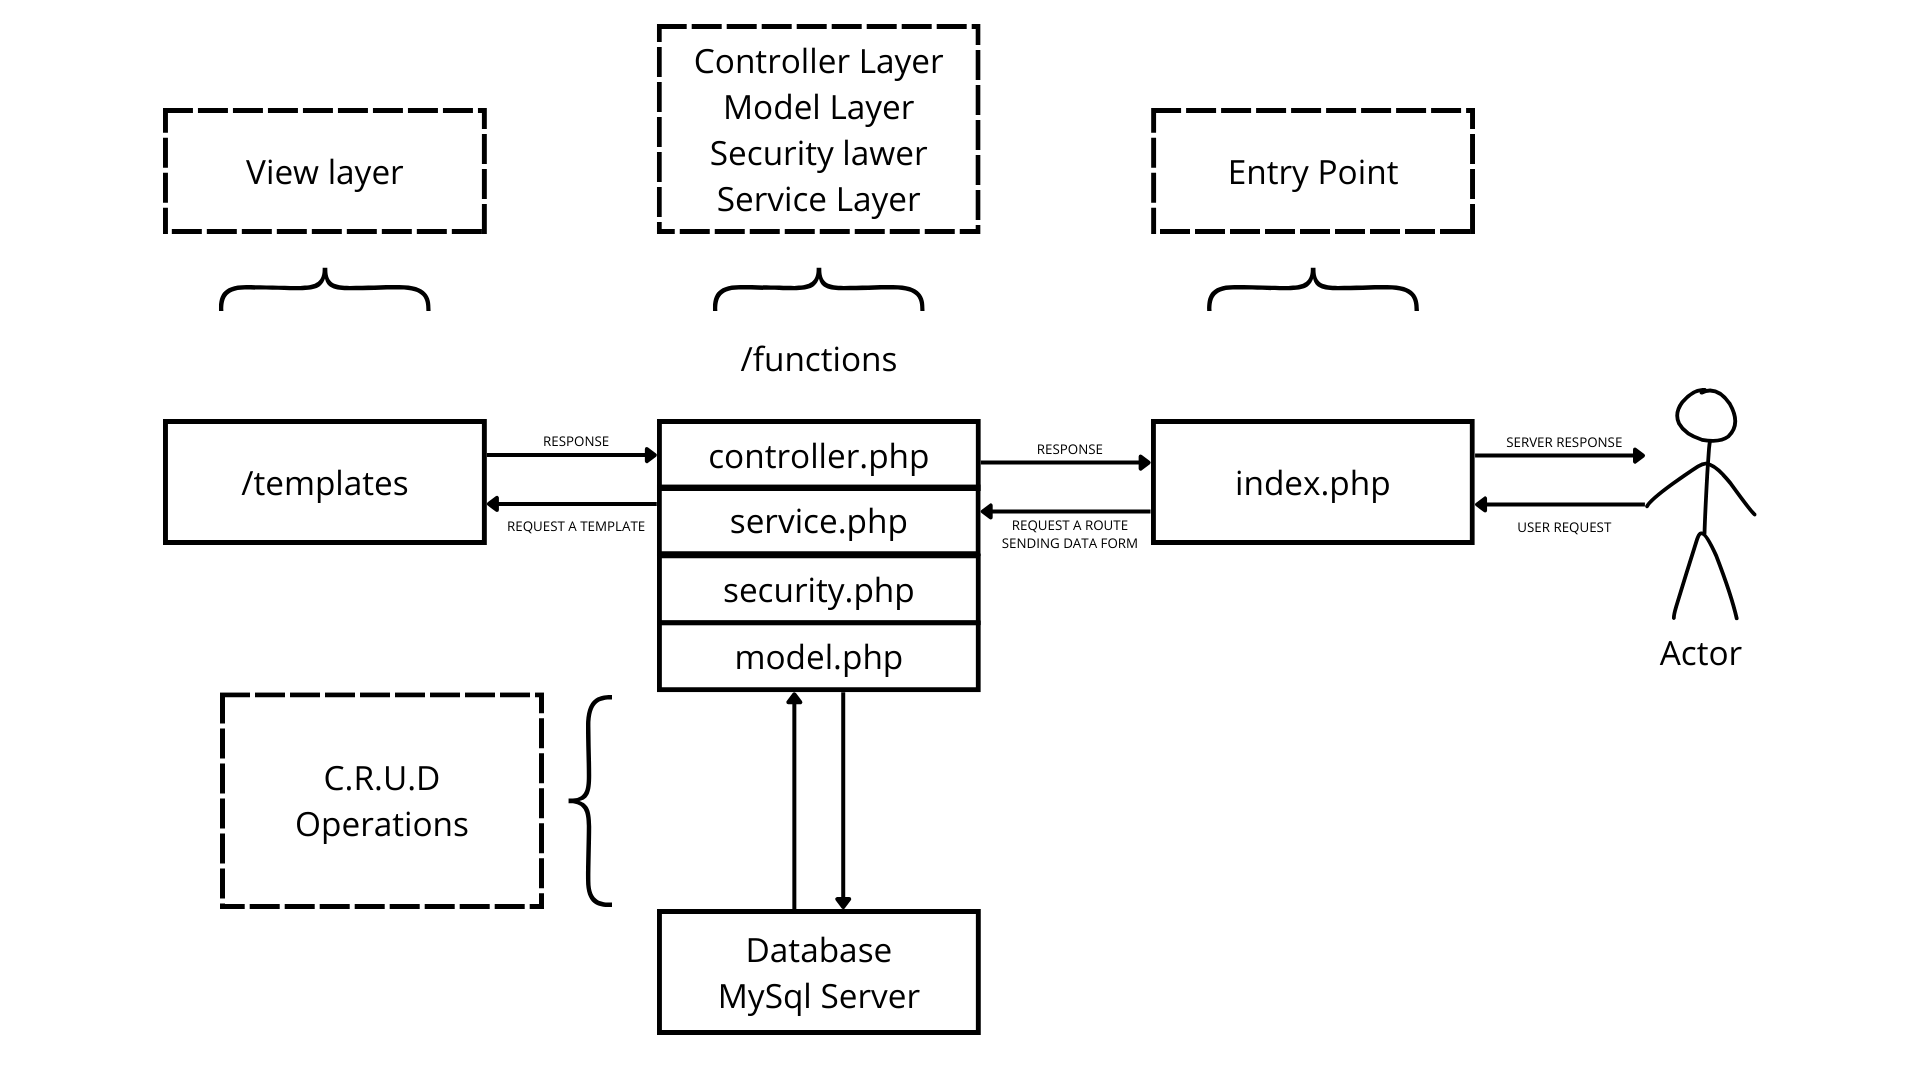 Controller Layer
Model Layer
Security lawer
Service Layer
View layer
Entry Point
/functions
/templates
RESPONSE
REQUEST A TEMPLATE
controller.php
service.php
security.php
model.php
RESPONSE
REQUEST A ROUTE
SENDING DATA FORM
index.php
SERVER RESPONSE
USER REQUEST
Actor
C.R.U.D
Operations
Database
MySql Server